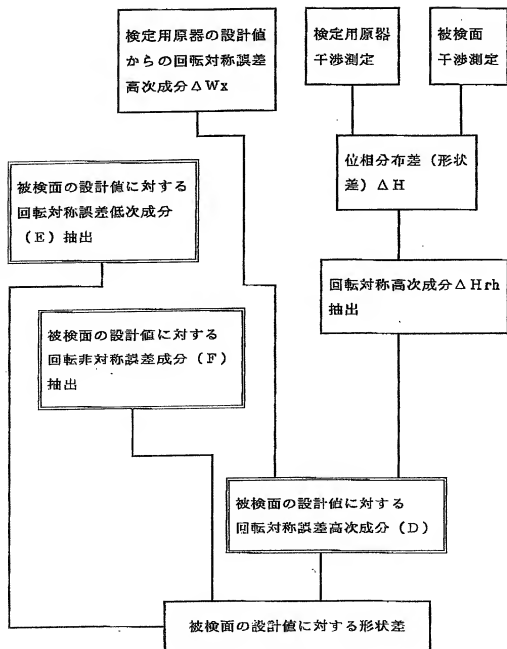 検定用原器の設計値
からの回転対称誤差
高次成分ΔWx
検定用原器
干渉測定
被検面
干渉測定
位相分布差（形状
差）ΔH
被検面の設計値に対する
回転対称誤差低次成分
（E）抽出
回転対称高次成分ΔHrh
抽出
被検面の設計値に対する
回転非対称誤差成分（F）
抽出
被検面の設計値に対する
回転対称誤差高次成分（D）
被検面の設計値に対する形状差